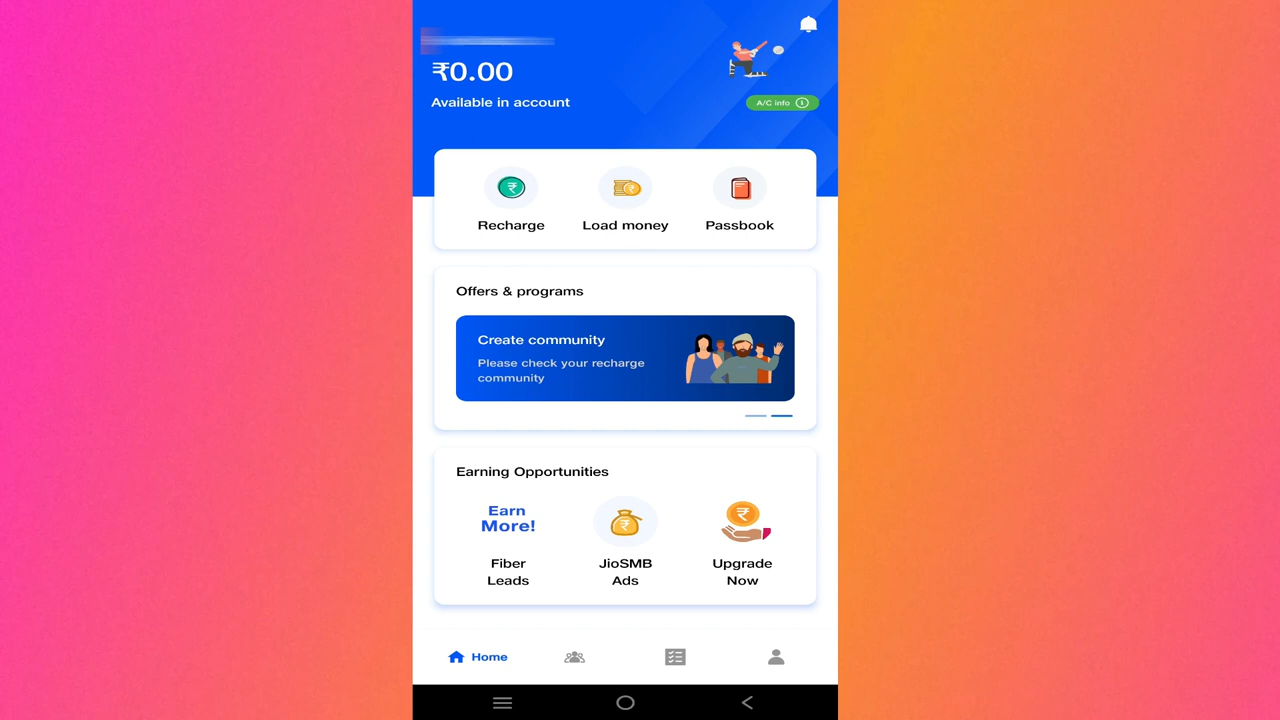 ₹0.00
Available in account
A/C info
Recharge
Load money
Passbook
Offers & programs
Create community
Please check your recharge
community
Earning Opportunities
Earn
More!
Fiber
Leads
JioSMB
Ads
Upgrade
Now
Home